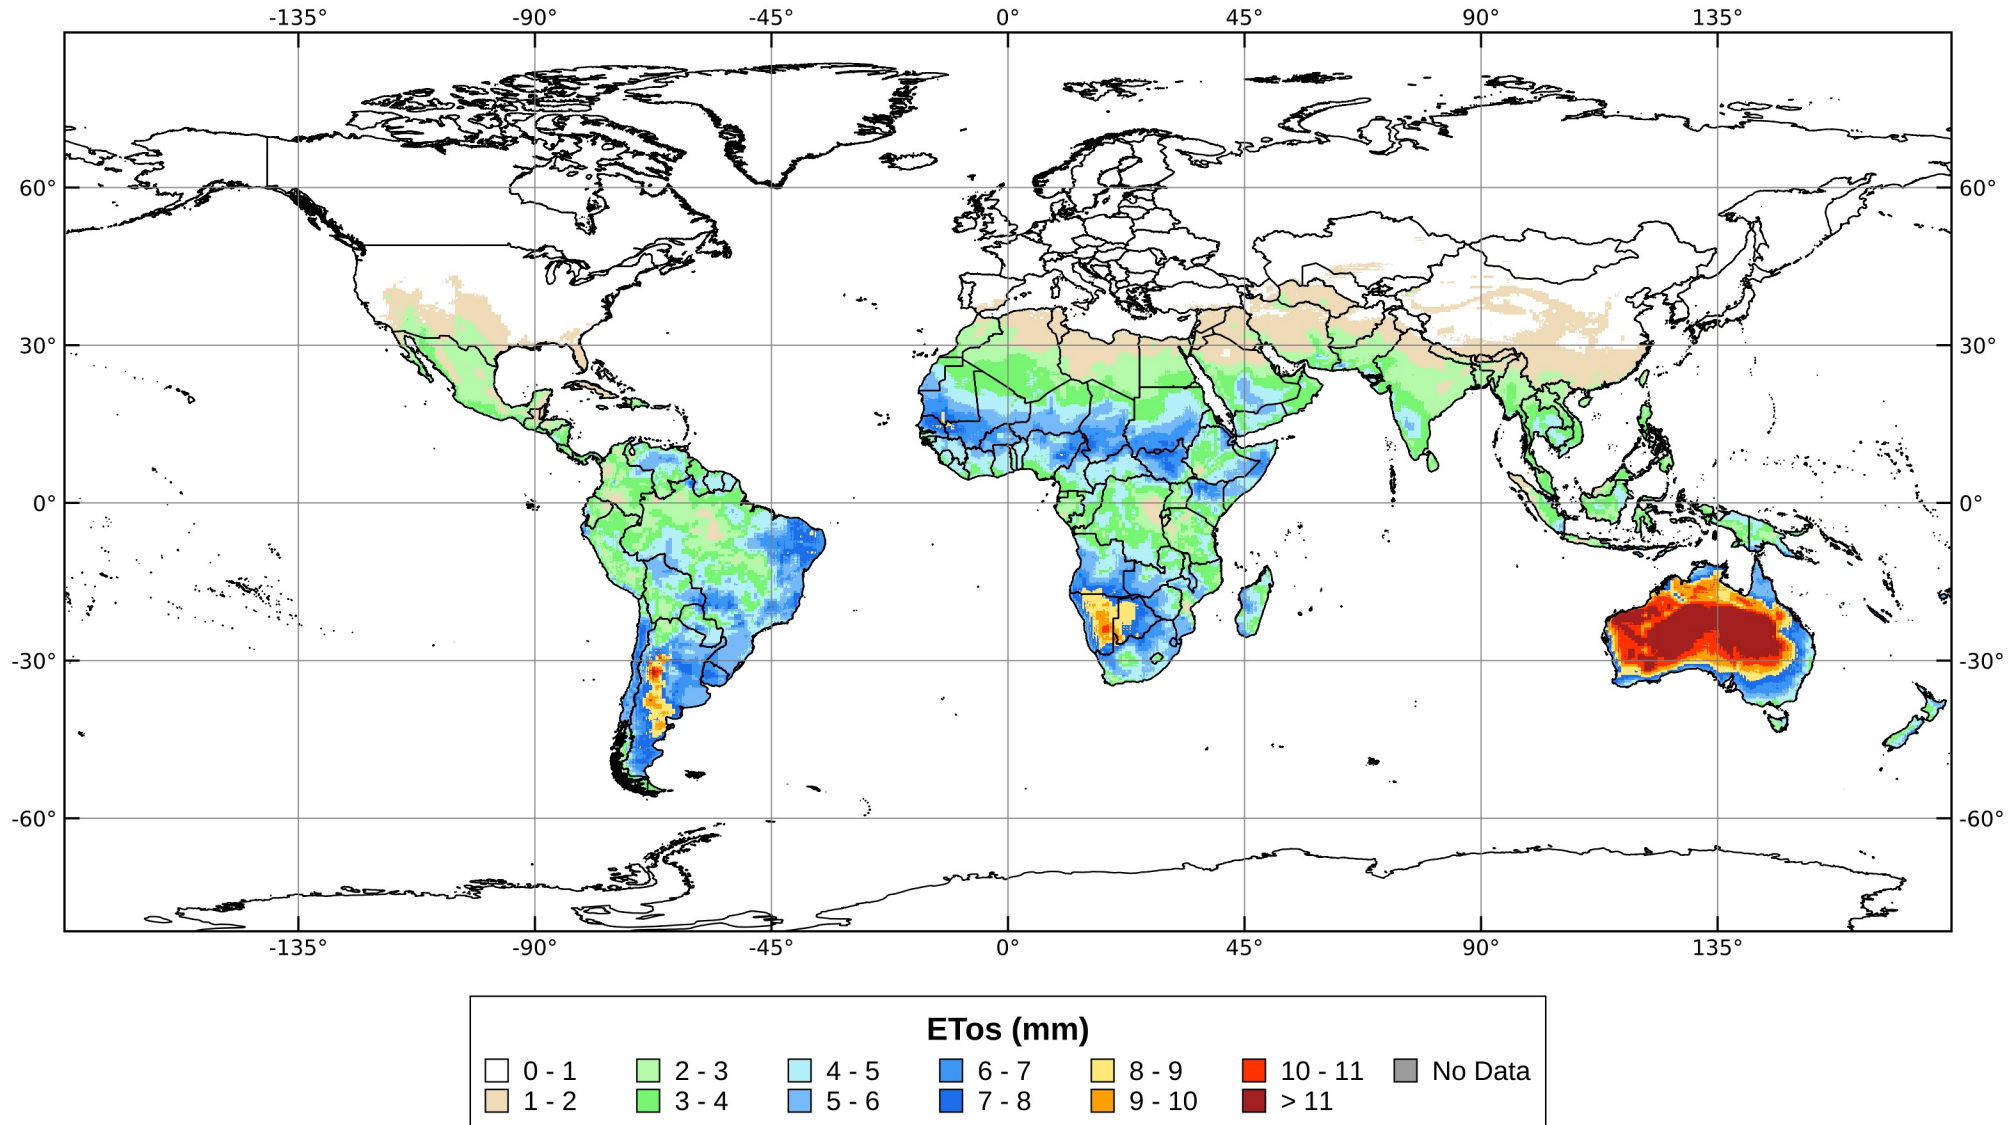 -135° -90° -45° 0° 45° 90° 135°
60° 60°
30° 30°
0° 0°
-30° -30°
-60° -60°
-135° -90° -45° 0° 45° 90° 135°
ETos (mm)
0 - 1 2 - 3 4 - 5 6 - 7 8 - 9 10 - 11 No Data
1 - 2 3 - 4 5 - 6 7 - 8 9 - 10 > 11